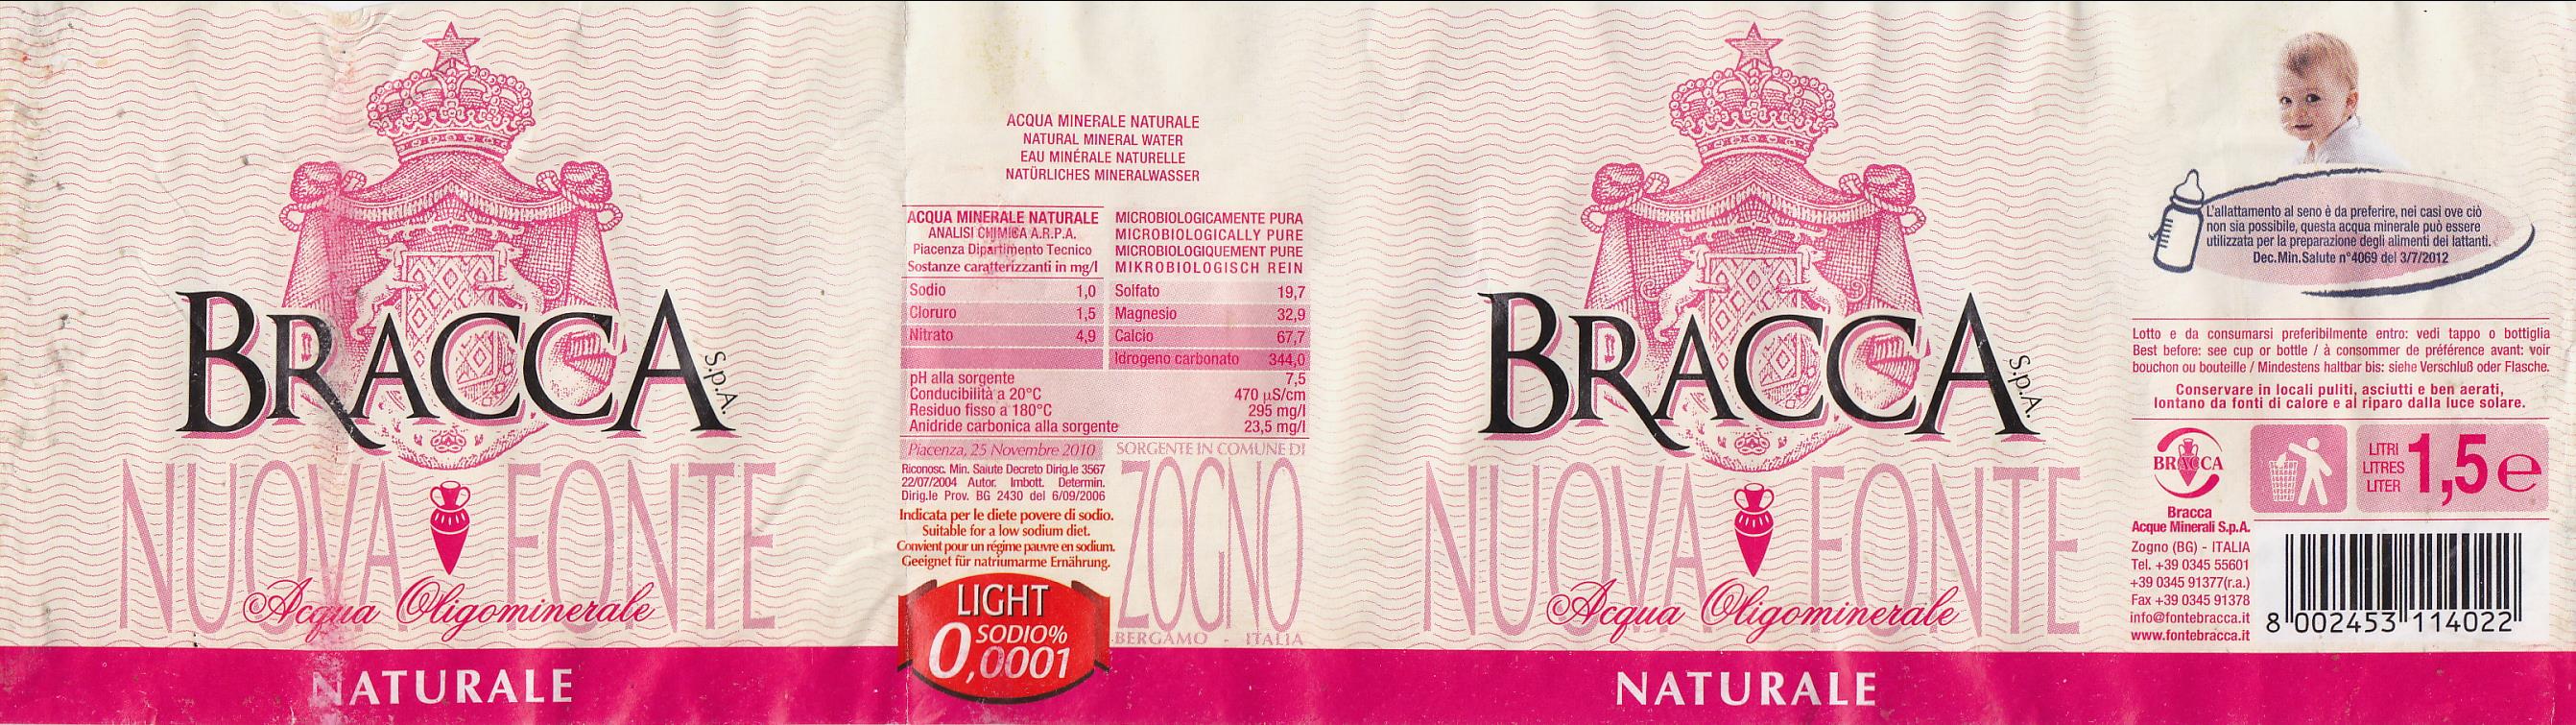 BRACCA
S.p.A.
NUOVA FONTE
Acqua Oligominerale
NATURALE
ACQUA MINERALE NATURALE
NATURAL MINERAL WATER
EAU MINÉRALE NATURELLE
NATÜRLICHES MINERALWASSER
ACQUA MINERALE NATURALE
ANALISI CHIMICA A.R.P.A.
Piacenza Dipartimento Tecnico
Sostanze caratterizzanti in mg/l
MICROBIOLOGICAMENTE PURA
MICROBIOLOGICALLY PURE
MICROBIOLOGIQUEMENT PURE
MIKROBIOLOGISCH REIN
Sodio 1,0 Solfato 19,7
Cloruro 1,5 Magnesio 32,9
Nitrato 4,9 Calcio 67,7
Idrogeno carbonato 344,0
pH alla sorgente 7,5
Conducibilità a 20°C 470 µS/cm
Residuo fisso a 180°C 295 mg/l
Anidride carbonica alla sorgente 23,5 mg/l
Piacenza, 25 Novembre 2010
Riconosc. Min. Salute Decreto Dirig.le 3567
22/07/2004 Autor. Imbott. Determin.
Dirig.le Prov. BG 2430 del 6/09/2006
Indicata per le diete povere di sodio.
Suitable for a low sodium diet.
Convient pour un régime pauvre en sodium.
Geeignet für natriumarme Ernährung.
LIGHT
SODIO%
0,0001
SORGENTE IN COMUNE DI
ZOGNO
BERGAMO - ITALIA
BRACCA
S.p.A.
NUOVA FONTE
Acqua Oligominerale
NATURALE
L'allattamento al seno è da preferire, nei casi ove ciò
non sia possibile, questa acqua minerale può essere
utilizzata per la preparazione degli alimenti dei lattanti.
Dec.Min.Salute n°4069 del 3/7/2012
Lotto e da consumarsi preferibilmente entro: vedi tappo o bottiglia
Best before: see cup or bottle / à consommer de préférence avant: voir
bouchon ou bouteille / Mindestens haltbar bis: siehe Verschluß oder Flasche.
Conservare in locali puliti, asciutti e ben aerati,
lontano da fonti di calore e al riparo dalla luce solare.
BRACCA
LITRI
LITRES
LITER
1,5 e
Bracca
Acque Minerali S.p.A.
Zogno (BG) - ITALIA
Tel. +39 0345 55601
+39 0345 91377(r.a.)
Fax +39 0345 91378
info@fontebracca.it
www.fontebracca.it
8 002453 114022